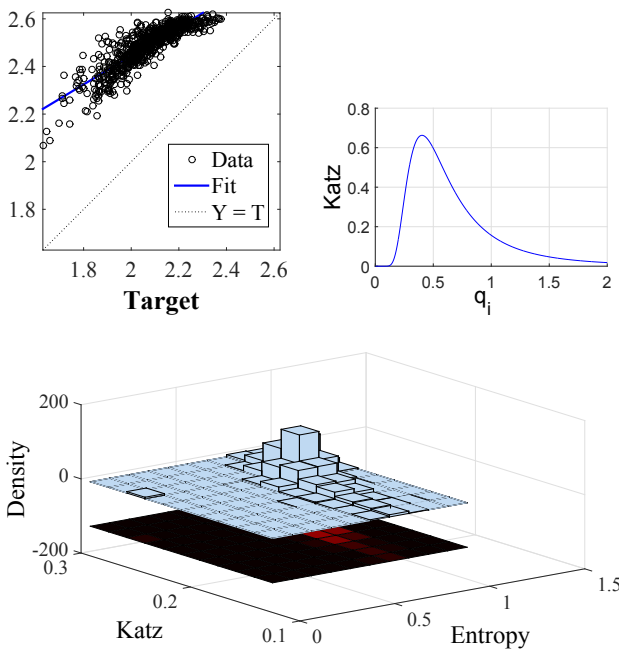 2.6
2.4
2.2
2
1.8
Data
Fit
Y = T
1.8 2 2.2 2.4 2.6
Target
0.8
0.6
0.4
0.2
0
Katz
0 0.5 1 1.5 2
q_i
200
0
-200
Density
0.3
0.2
0.1
Katz
0
0.5
1
1.5
Entropy